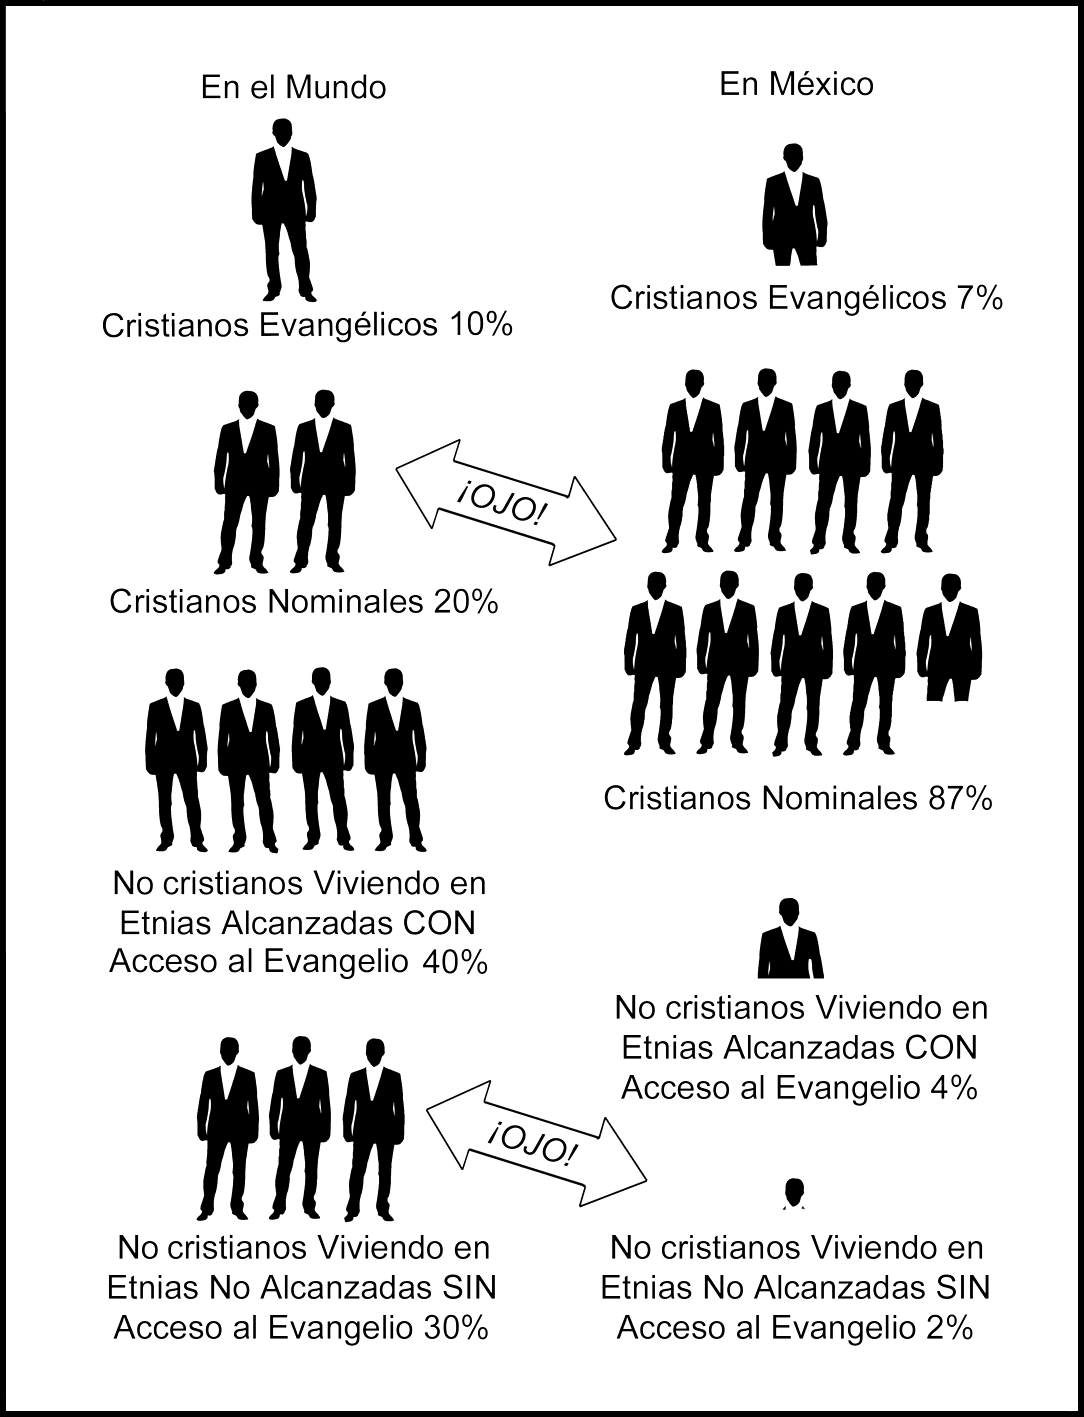 En el Mundo
Cristianos Evangélicos 10%
¡OJO!
Cristianos Nominales 20%
No cristianos Viviendo en
Etnias Alcanzadas CON
Acceso al Evangelio 40%
¡OJO!
No cristianos Viviendo en
Etnias No Alcanzadas SIN
Acceso al Evangelio 30%
En México
Cristianos Evangélicos 7%
Cristianos Nominales 87%
No cristianos Viviendo en
Etnias Alcanzadas CON
Acceso al Evangelio 4%
No cristianos Viviendo en
Etnias No Alcanzadas SIN
Acceso al Evangelio 2%